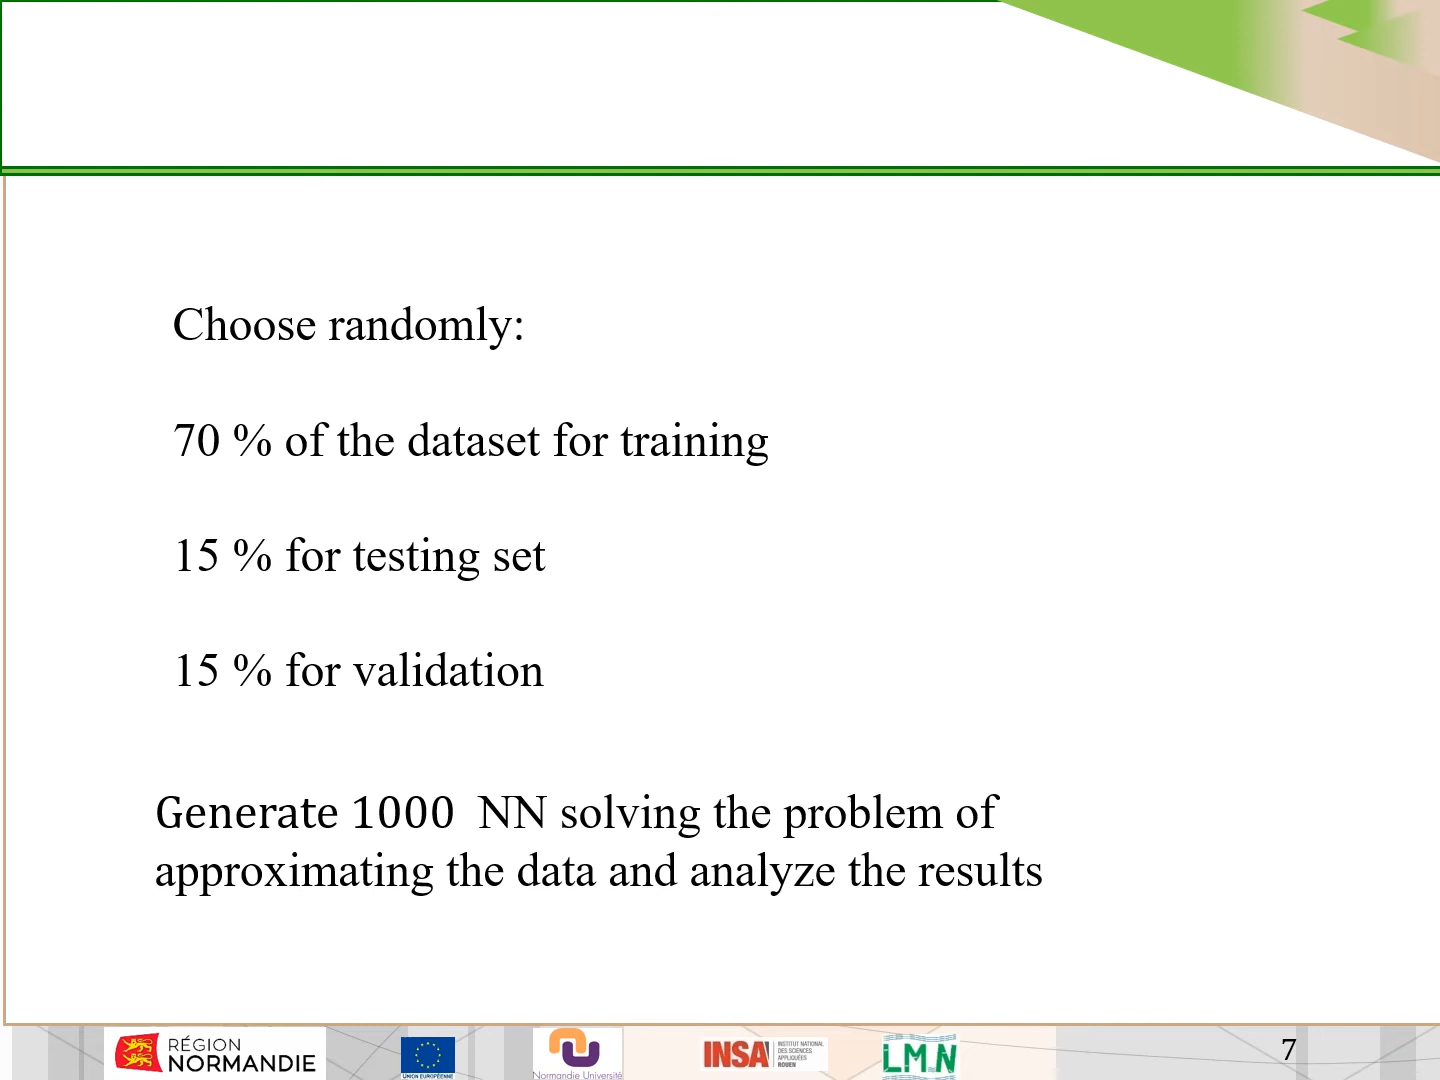 Choose randomly:
70 % of the dataset for training
15 % for testing set
15 % for validation
Generate 1000 NN solving the problem of
approximating the data and analyze the results
RÉGION
NORMANDIE
UNION EUROPÉENNE
Normandie Université
INSA
INSTITUT NATIONAL
DES SCIENCES
APPLIQUÉES
ROUEN
LMN
7